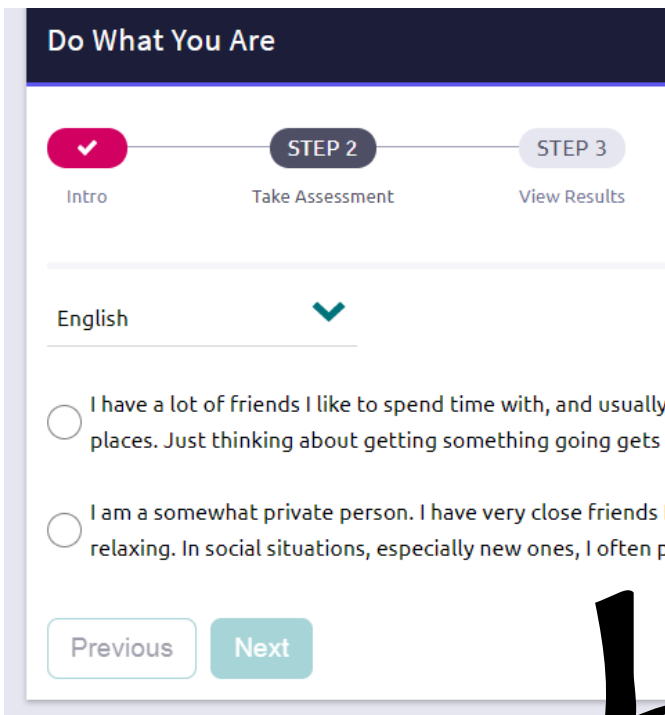 Do What You Are
STEP 2
STEP 3
Intro
Take Assessment
View Results
English
I have a lot of friends I like to spend time with, and usually
places. Just thinking about getting something going gets
I am a somewhat private person. I have very close friends
relaxing. In social situations, especially new ones, I often
Previous
Next